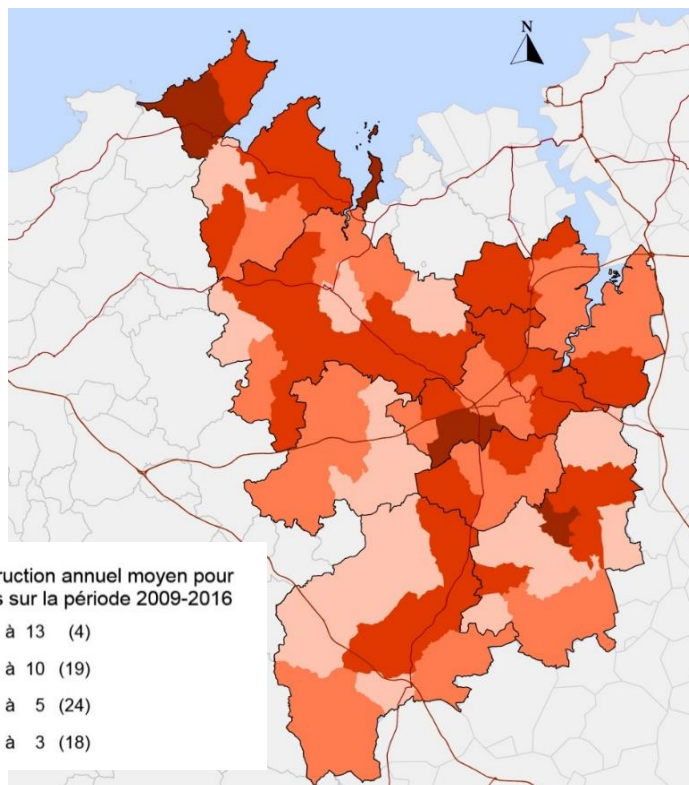 N
ruction annuel moyen pour
s sur la période 2009-2016
à 13 (4)
à 10 (19)
à 5 (24)
à 3 (18)